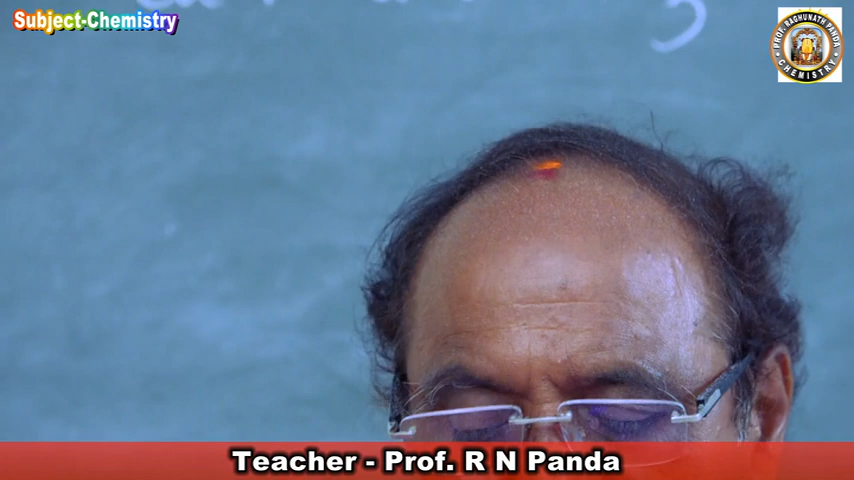 Subject-Chemistry
PROF. RAGHUNATH PANDA
CHEMISTRY
Teacher - Prof. R N Panda